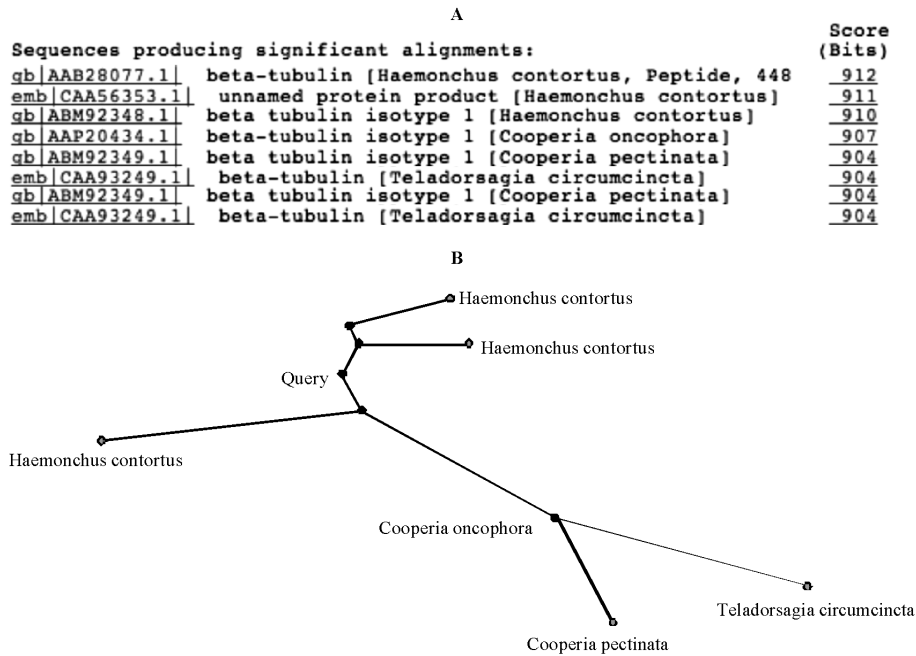 A
Score
Sequences producing significant alignments: (Bits)
gb|AAB28077.1| beta-tubulin [Haemonchus contortus, Peptide, 448 912
emb|CAA56353.1| unnamed protein product [Haemonchus contortus] 911
gb|ABM92348.1| beta tubulin isotype 1 [Haemonchus contortus] 910
gb|AAP20434.1| beta-tubulin isotype 1 [Cooperia oncophora] 907
gb|ABM92349.1| beta tubulin isotype 1 [Cooperia pectinata] 904
emb|CAA93249.1| beta-tubulin [Teladorsagia circumcincta] 904
gb|ABM92349.1| beta tubulin isotype 1 [Cooperia pectinata] 904
emb|CAA93249.1| beta-tubulin [Teladorsagia circumcincta] 904
B
Haemonchus contortus
Haemonchus contortus
Query
Haemonchus contortus
Cooperia oncophora
Teladorsagia circumcincta
Cooperia pectinata